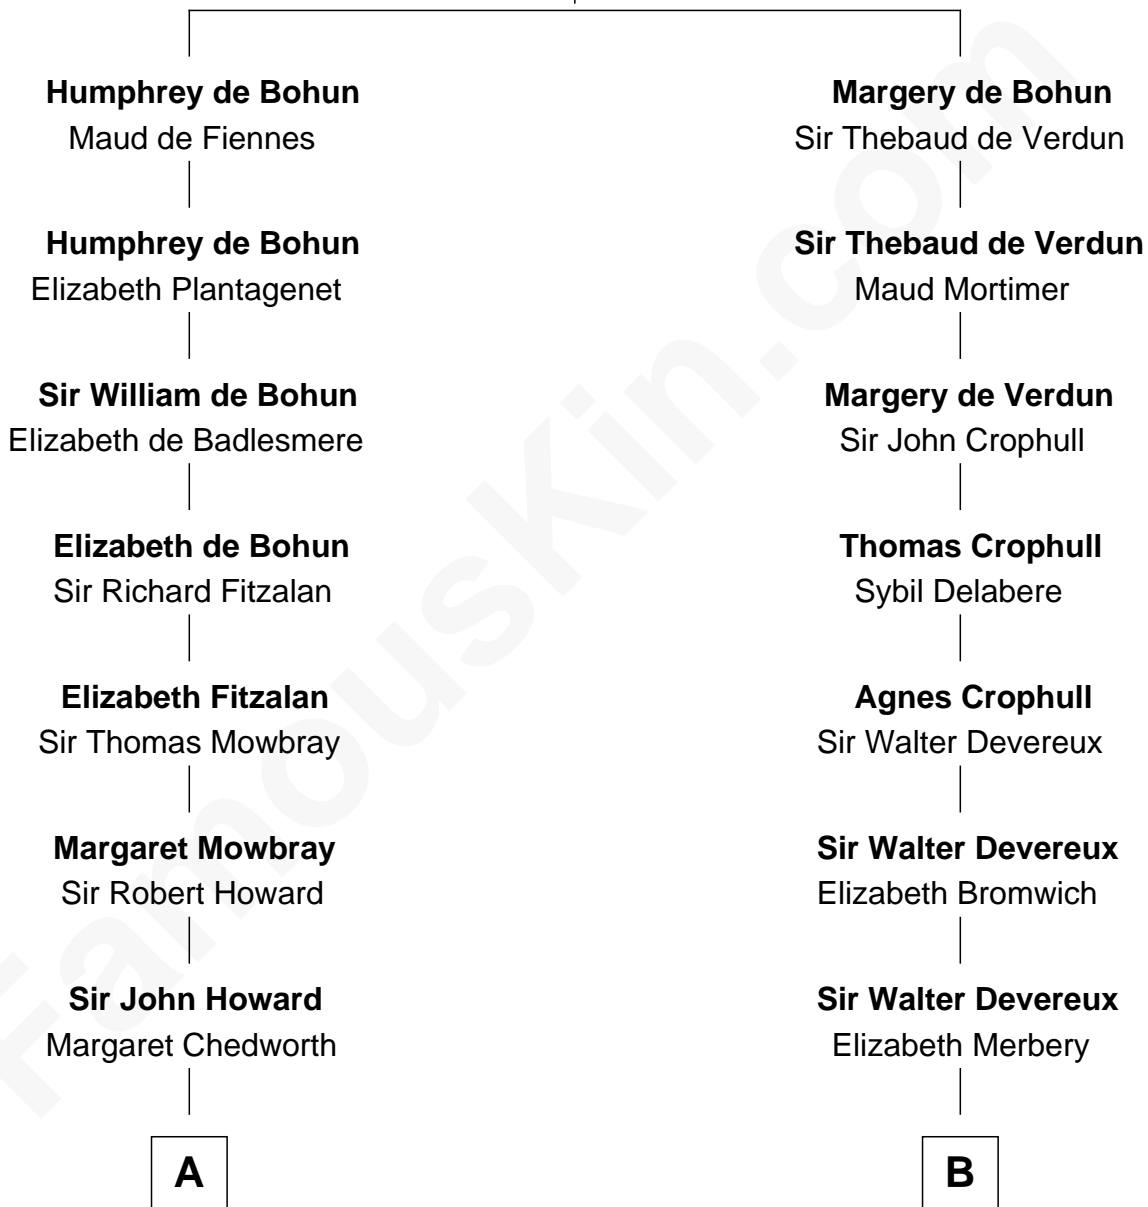 Humphrey de Bohun
Maud de Fiennes
Humphrey de Bohun
Elizabeth Plantagenet
Sir William de Bohun
Elizabeth de Badlesmere
Elizabeth de Bohun
Sir Richard Fitzalan
Elizabeth Fitzalan
Sir Thomas Mowbray
Margaret Mowbray
Sir Robert Howard
Sir John Howard
Margaret Chedworth
A
Margery de Bohun
Sir Thebaud de Verdun
Sir Thebaud de Verdun
Maud Mortimer
Margery de Verdun
Sir John Crophull
Thomas Crophull
Sybil Delabere
Agnes Crophull
Sir Walter Devereux
Sir Walter Devereux
Elizabeth Bromwich
Sir Walter Devereux
Elizabeth Merbery
B
FamousKin.com